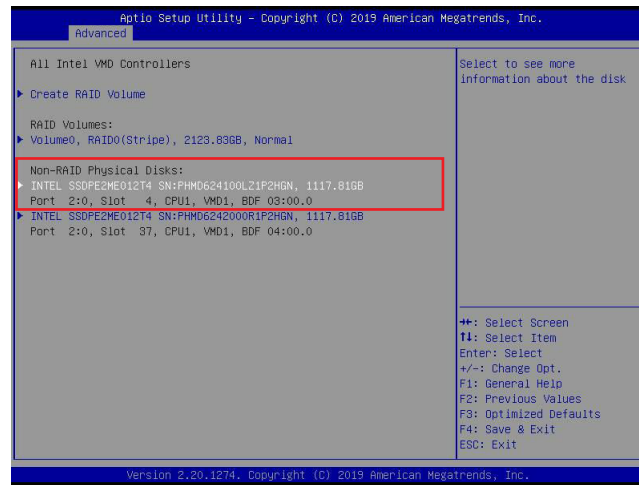 Aptio Setup Utility – Copyright (C) 2019 American Megatrends, Inc.
Advanced
All Intel VMD Controllers
Create RAID Volume
RAID Volumes:
Volume0, RAID0(Stripe), 2123.83GB, Normal
Non-RAID Physical Disks:
INTEL SSDPE2ME012T4 SN:PHMD624100LZ1P2HGN, 1117.81GB
Port 2:0, Slot 4, CPU1, VMD1, BDF 03:00.0
INTEL SSDPE2ME012T4 SN:PHMD6242000R1P2HGN, 1117.81GB
Port 2:0, Slot 37, CPU1, VMD1, BDF 04:00.0
Select to see more
information about the disk
→←: Select Screen
↑↓: Select Item
Enter: Select
+/-: Change Opt.
F1: General Help
F2: Previous Values
F3: Optimized Defaults
F4: Save & Exit
ESC: Exit
Version 2.20.1274. Copyright (C) 2019 American Megatrends, Inc.